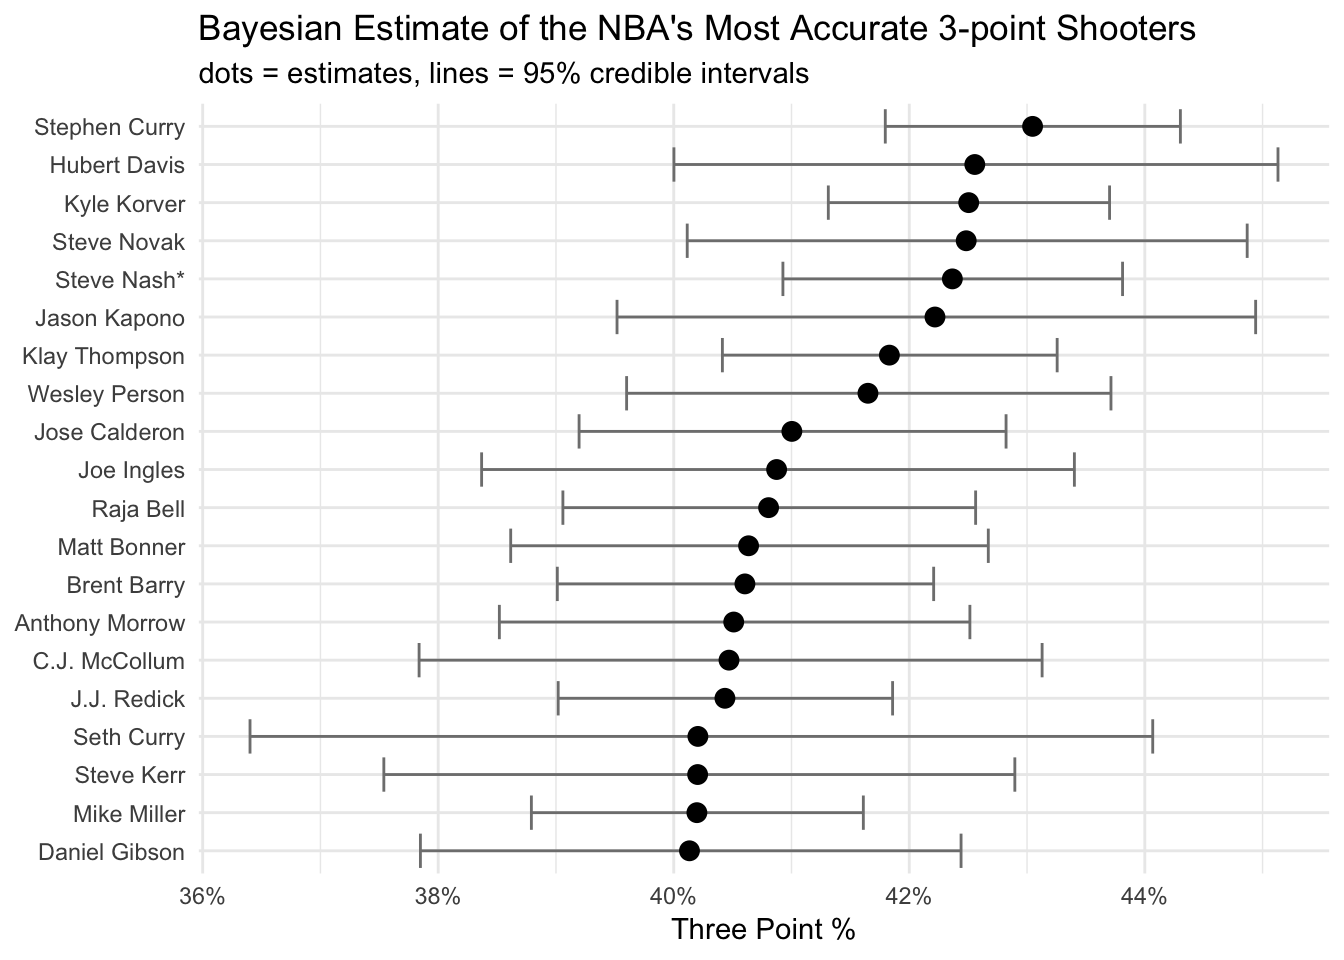 Bayesian Estimate of the NBA's Most Accurate 3-point Shooters
dots = estimates, lines = 95% credible intervals
Stephen Curry
Hubert Davis
Kyle Korver
Steve Novak
Steve Nash*
Jason Kapono
Klay Thompson
Wesley Person
Jose Calderon
Joe Ingles
Raja Bell
Matt Bonner
Brent Barry
Anthony Morrow
C.J. McCollum
J.J. Redick
Seth Curry
Steve Kerr
Mike Miller
Daniel Gibson
36% 38% 40% 42% 44%
Three Point %